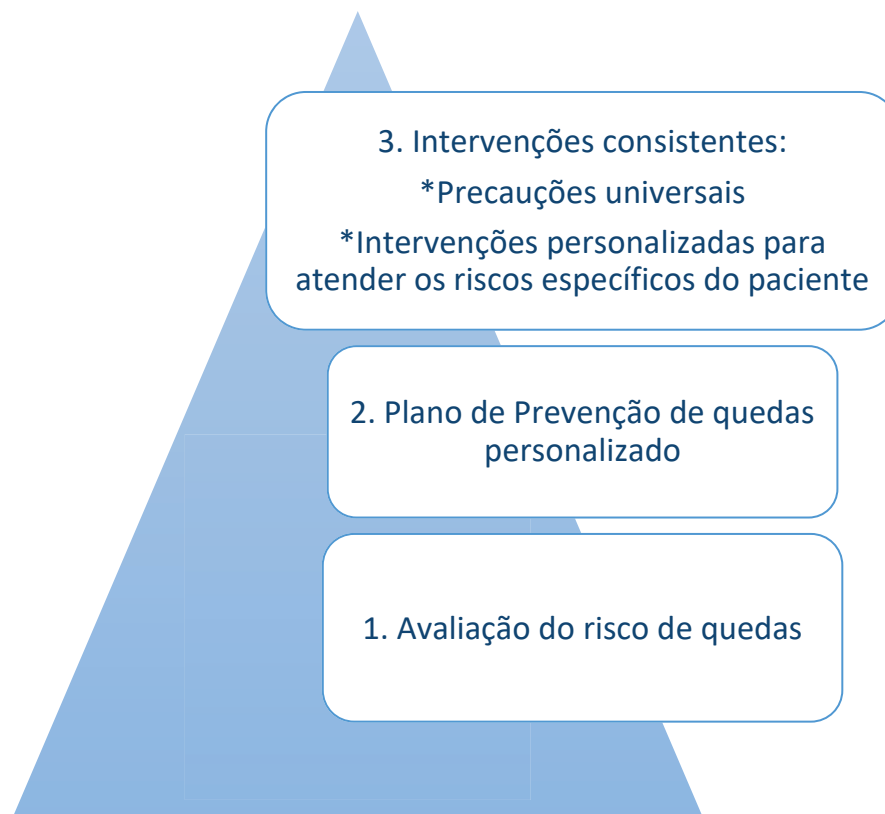 3. Intervenções consistentes:
*Precauções universais
*Intervenções personalizadas para
atender os riscos específicos do paciente
2. Plano de Prevenção de quedas
personalizado
1. Avaliação do risco de quedas